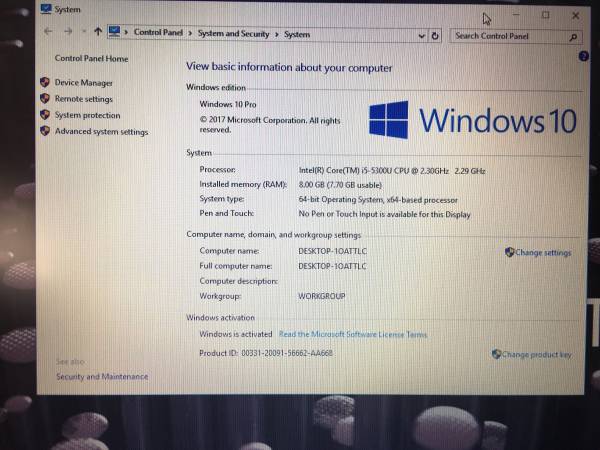 System
Control Panel > System and Security > System
Search Control Panel
Control Panel Home
Device Manager
Remote settings
System protection
Advanced system settings
See also
Security and Maintenance
View basic information about your computer
Windows edition
Windows 10 Pro
© 2017 Microsoft Corporation. All rights
reserved.
Windows 10
System
Processor: Intel(R) Core(TM) i5-5300U CPU @ 2.30GHz 2.29 GHz
Installed memory (RAM): 8.00 GB (7.70 GB usable)
System type: 64-bit Operating System, x64-based processor
Pen and Touch: No Pen or Touch Input is available for this Display
Computer name, domain, and workgroup settings
Computer name: DESKTOP-1OATTLC
Change settings
Full computer name: DESKTOP-1OATTLC
Computer description:
Workgroup: WORKGROUP
Windows activation
Windows is activated Read the Microsoft Software License Terms
Product ID: 00331-20091-56662-AA668
Change product key